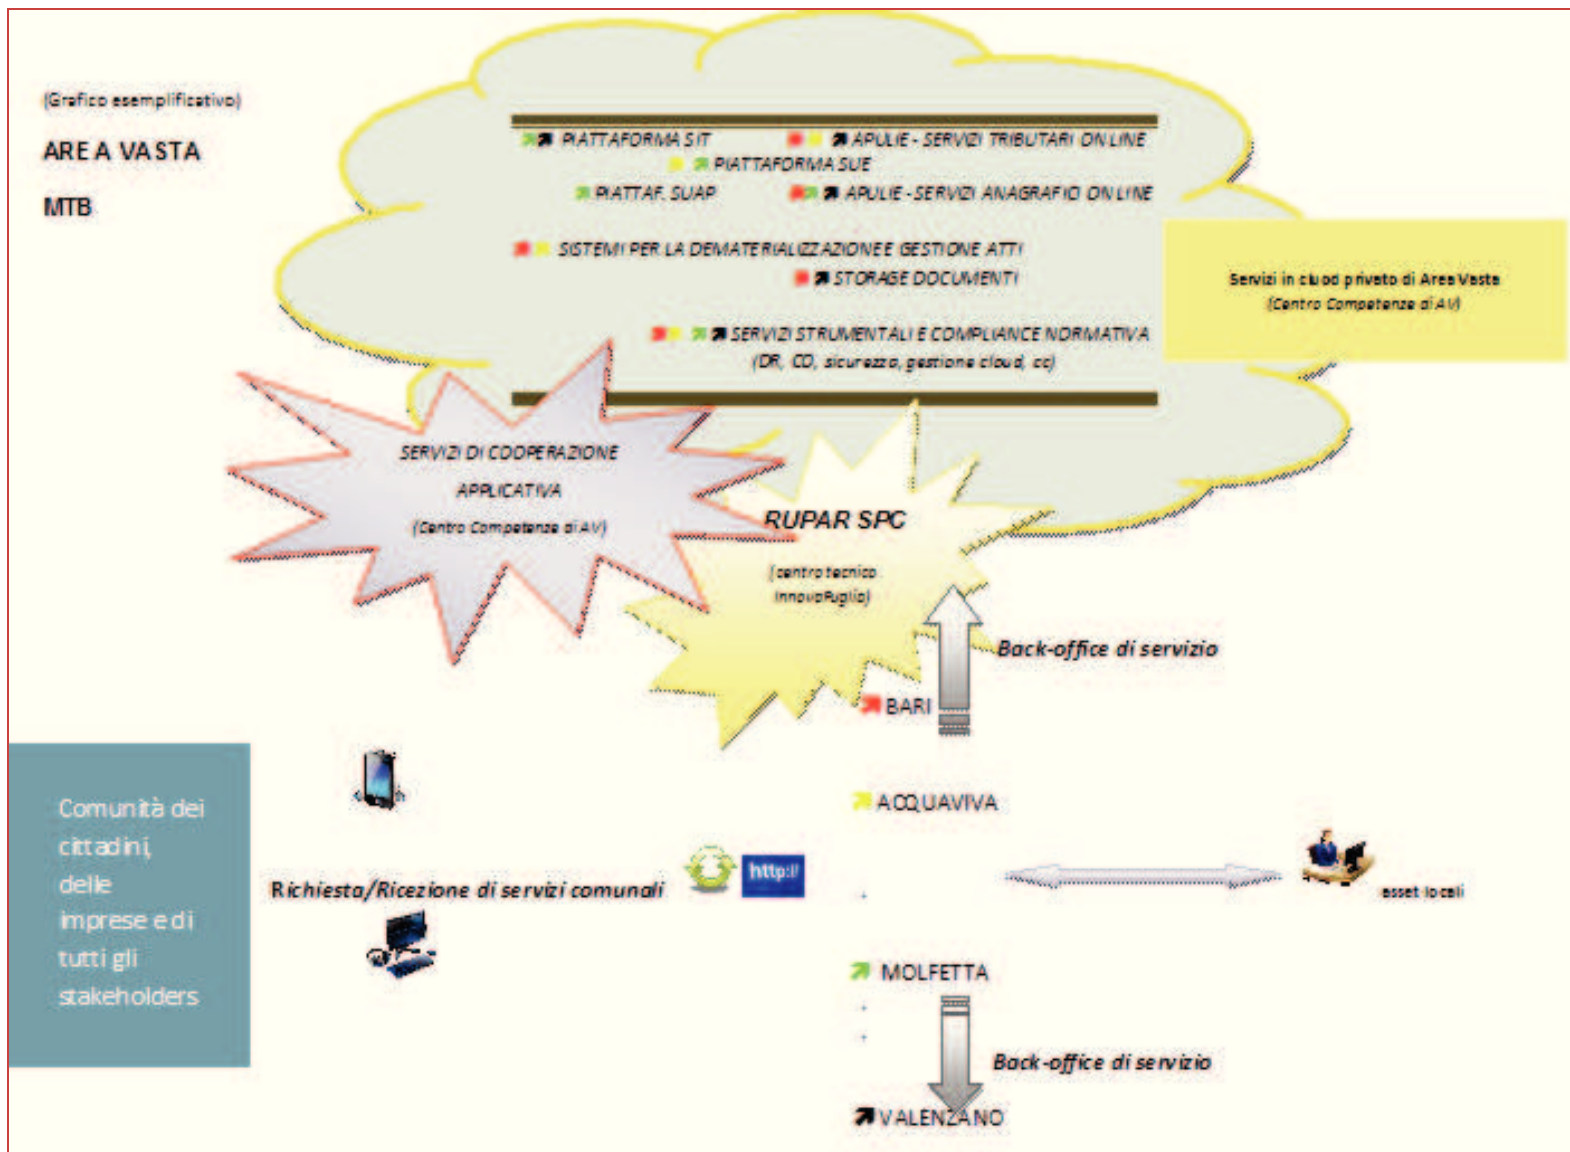 (Grafico esemplificativo)
AREA VASTA
MTB
PIATTAFORMA SIT
APULIE - SERVIZI TRIBUTARI ON LINE
PIATTAFORMA SUE
PIATTAF. SUAP
APULIE - SERVIZI ANAGRAFICI ON LINE
SISTEMI PER LA DEMATERIALIZZAZIONE E GESTIONE ATTI
STORAGE DOCUMENTI
SERVIZI STRUMENTALI E COMPLIANCE NORMATIVA
(DR, CO, sicurezza, gestione cloud, cc)
Servizi in cluod privato di Area Vasta
(Centro Competenze di AV)
SERVIZI DI COOPERAZIONE
APPLICATIVA
(Centro Competenze di AV)
RUPAR SPC
(centro tecnico
InnovaPuglia)
Back-office di servizio
BARI
ACQUAVIVA
Comunità dei
cittadini,
delle
imprese e di
tutti gli
stakeholders
Richiesta/Ricezione di servizi comunali
http://
asset locali
MOLFETTA
Back-office di servizio
VALENZANO